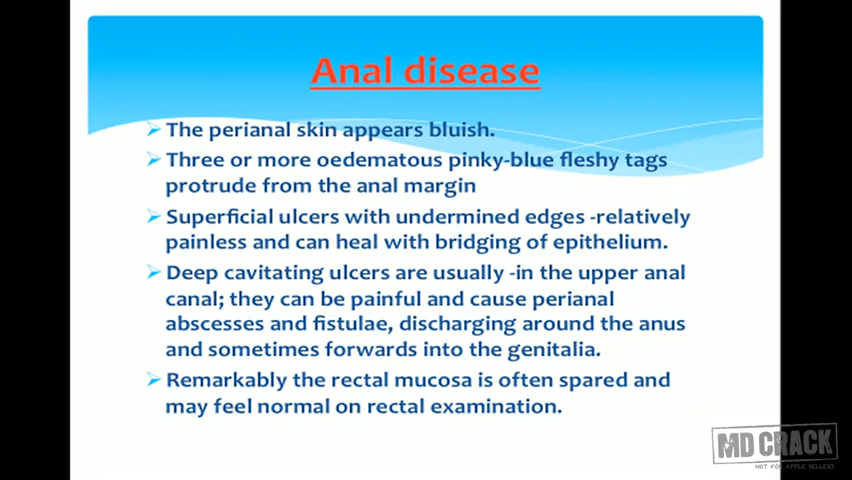 Anal disease
The perianal skin appears bluish.
Three or more oedematous pinky-blue fleshy tags
protrude from the anal margin
Superficial ulcers with undermined edges -relatively
painless and can heal with bridging of epithelium.
Deep cavitating ulcers are usually -in the upper anal
canal; they can be painful and cause perianal
abscesses and fistulae, discharging around the anus
and sometimes forwards into the genitalia.
Remarkably the rectal mucosa is often spared and
may feel normal on rectal examination.
MD CRACK
NOT FOR APPLE SELLERS